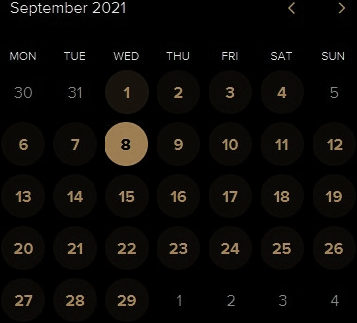 September 2021
MON TUE WED THU FRI SAT SUN
30 31 1 2 3 4 5
6 7 8 9 10 11 12
13 14 15 16 17 18 19
20 21 22 23 24 25 26
27 28 29 1 2 3 4